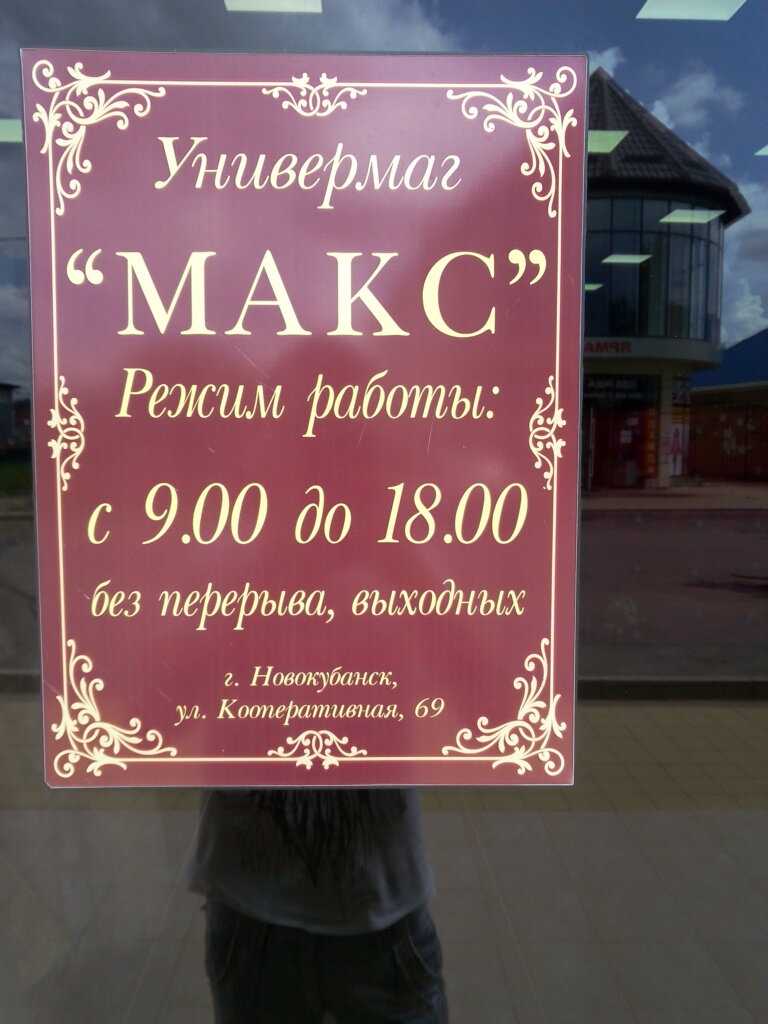 Универмаг
“МАКС”
Режим работы:
с 9.00 до 18.00
без перерыва, выходных
г. Новокубанск,
ул. Кооперативная, 69